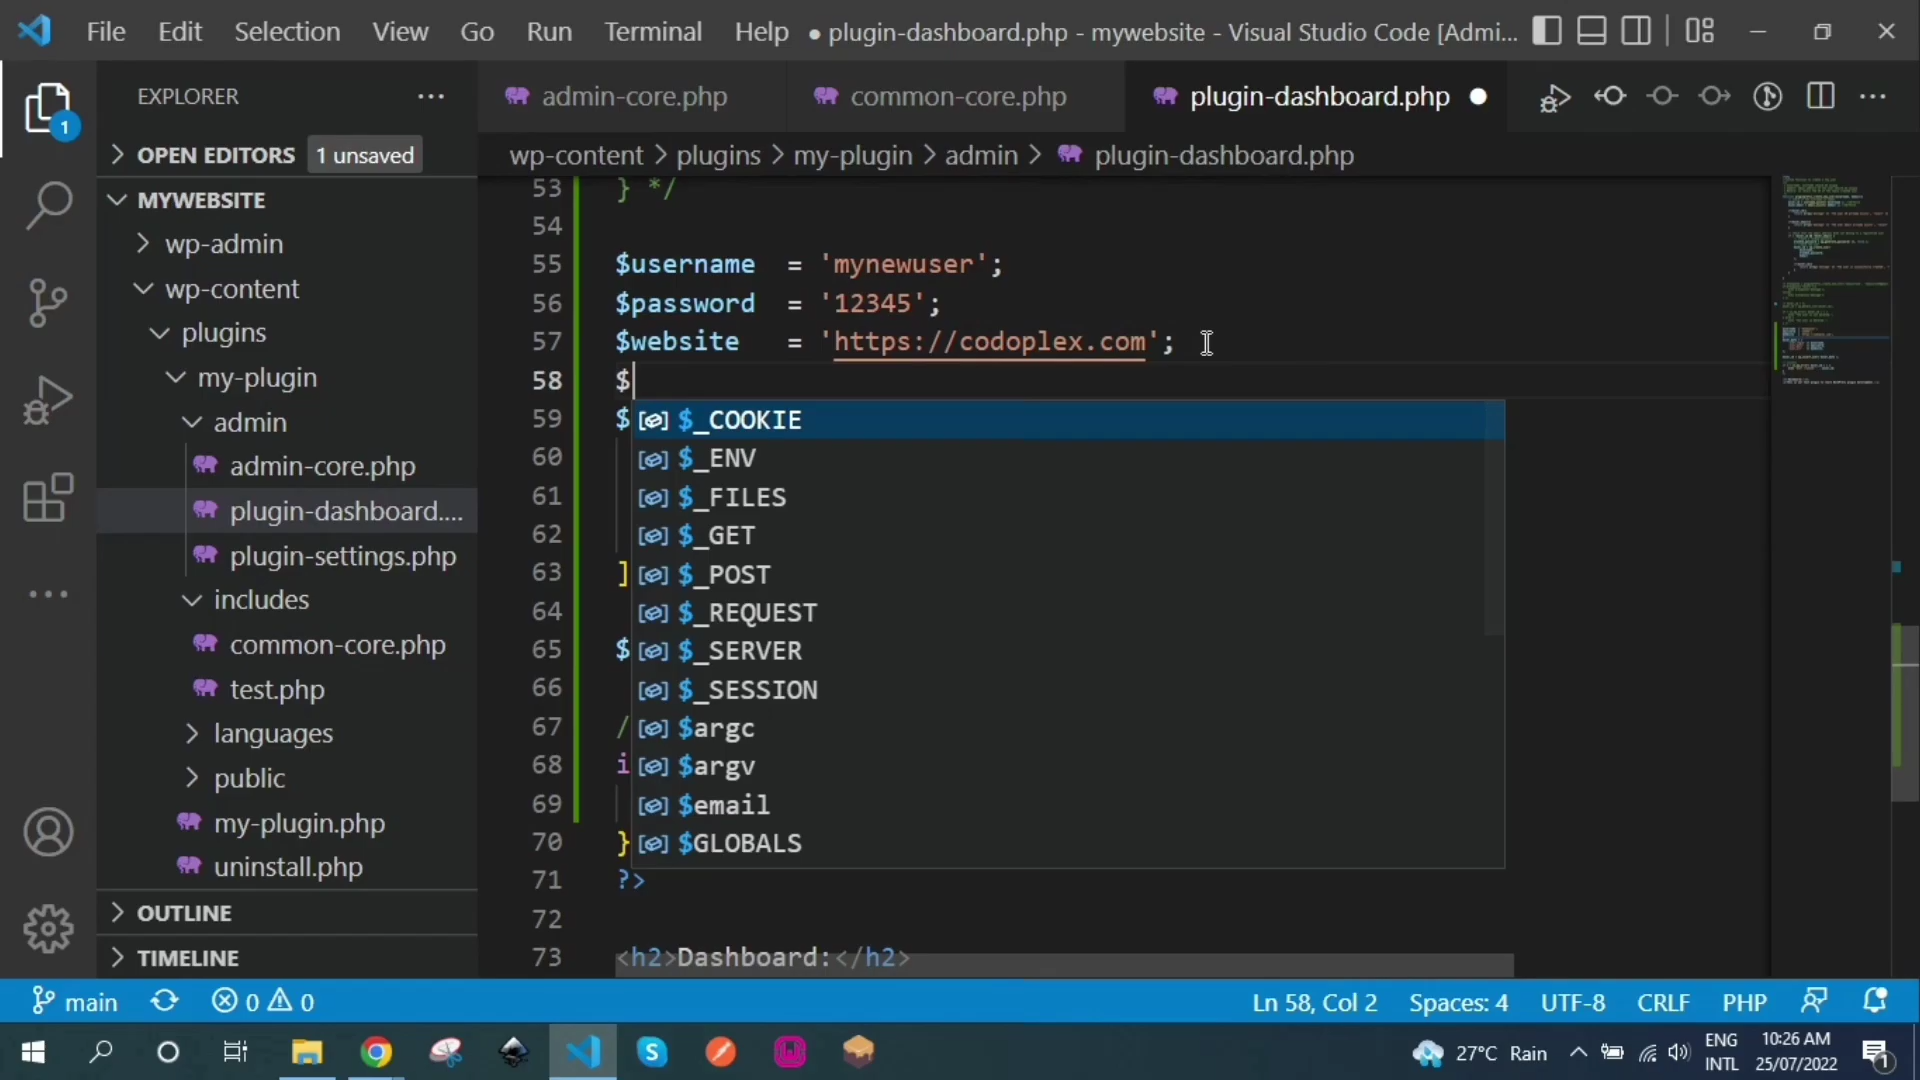 File Edit Selection View Go Run Terminal Help ● plugin-dashboard.php - mywebsite - Visual Studio Code [Admi...
EXPLORER ...
OPEN EDITORS 1 unsaved
MYWEBSITE
wp-admin
wp-content
plugins
my-plugin
admin
admin-core.php
plugin-dashboard....
plugin-settings.php
includes
common-core.php
test.php
languages
public
my-plugin.php
uninstall.php
OUTLINE
TIMELINE
1
admin-core.php common-core.php plugin-dashboard.php ●
wp-content > plugins > my-plugin > admin > plugin-dashboard.php
53 } */
54
55 $username = 'mynewuser';
56 $password = '12345';
57 $website = 'https://codoplex.com';
58 $
59 $
60
61
62
63 ]
64
65 $
66
67 /
68 i
69
70 }
71 ?>
72
73 <h2>Dashboard:</h2>
$_COOKIE
$_ENV
$_FILES
$_GET
$_POST
$_REQUEST
$_SERVER
$_SESSION
$argc
$argv
$email
$GLOBALS
main 0 0 Ln 58, Col 2 Spaces: 4 UTF-8 CRLF PHP
27°C Rain ENG INTL 10:26 AM 25/07/2022 1